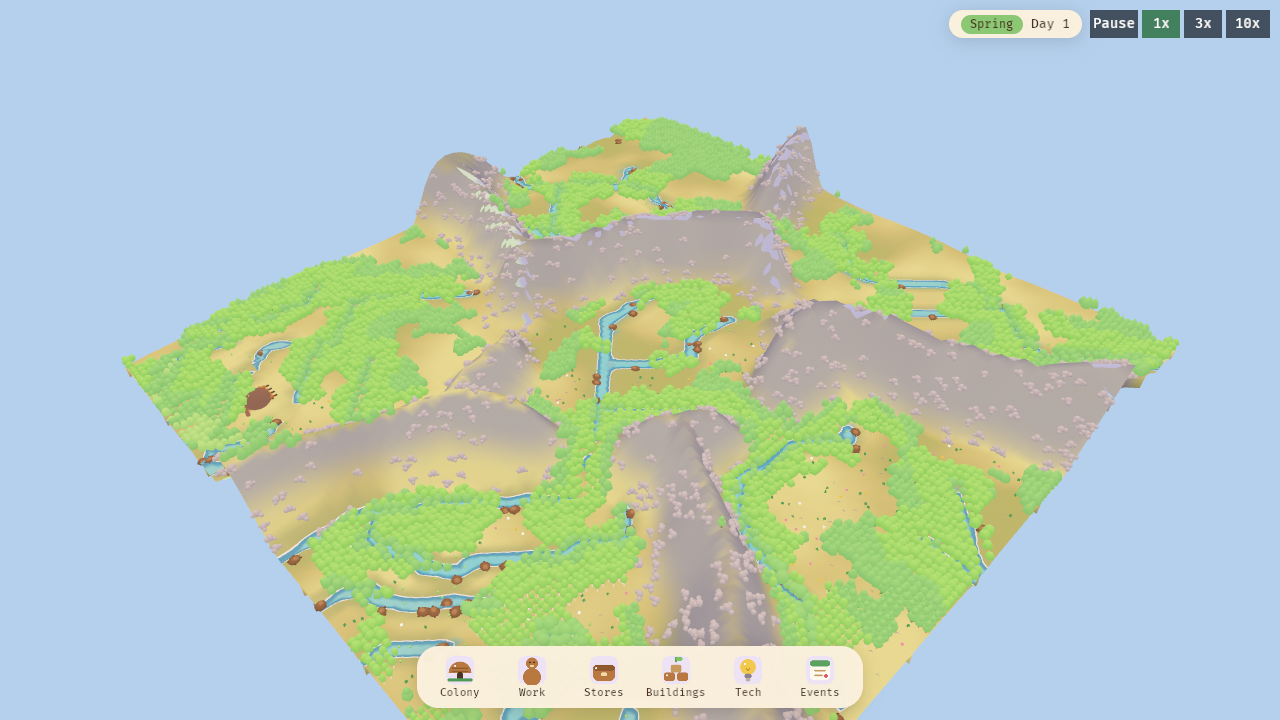 Spring Day 1 Pause 1x 3x 10x
Colony Work Stores Buildings Tech Events